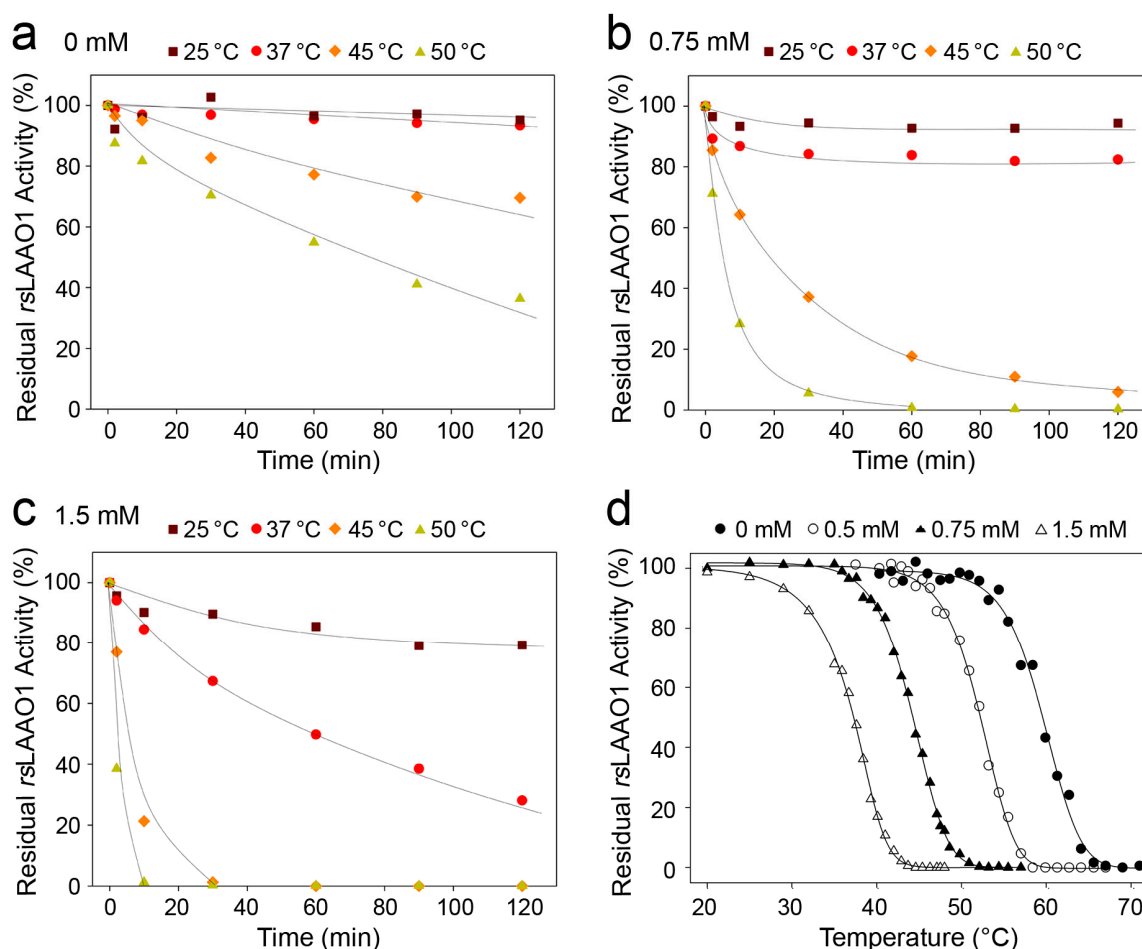 a
0 mM
25 °C 37 °C 45 °C 50 °C
Residual rsLAAO1 Activity (%)
100
80
60
40
20
0
0 20 40 60 80 100 120
Time (min)
b
0.75 mM
25 °C 37 °C 45 °C 50 °C
Residual rsLAAO1 Activity (%)
100
80
60
40
20
0
0 20 40 60 80 100 120
Time (min)
c
1.5 mM
25 °C 37 °C 45 °C 50 °C
Residual rsLAAO1 Activity (%)
100
80
60
40
20
0
0 20 40 60 80 100 120
Time (min)
d
0 mM 0.5 mM 0.75 mM 1.5 mM
Residual rsLAAO1 Activity (%)
100
80
60
40
20
0
20 30 40 50 60 70
Temperature (°C)